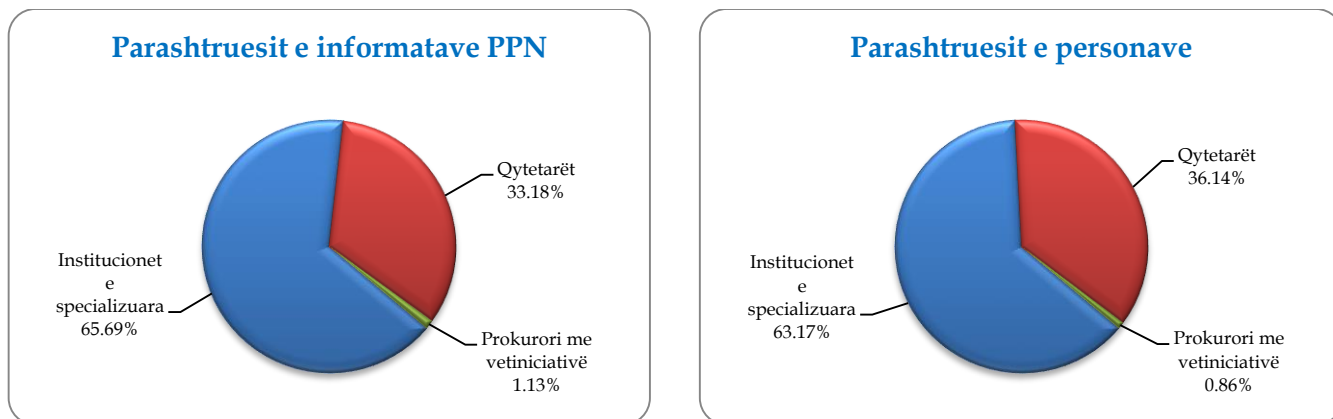 Parashtruesit e informatave PPN
Qytetarët
33.18%
Institucionet
e
specializuara
65.69%
Prokurori me
vetiniciativë
1.13%
Parashtruesit e personave
Qytetarët
36.14%
Institucionet
e
specializuara
63.17%
Prokurori me
vetiniciativë
0.86%